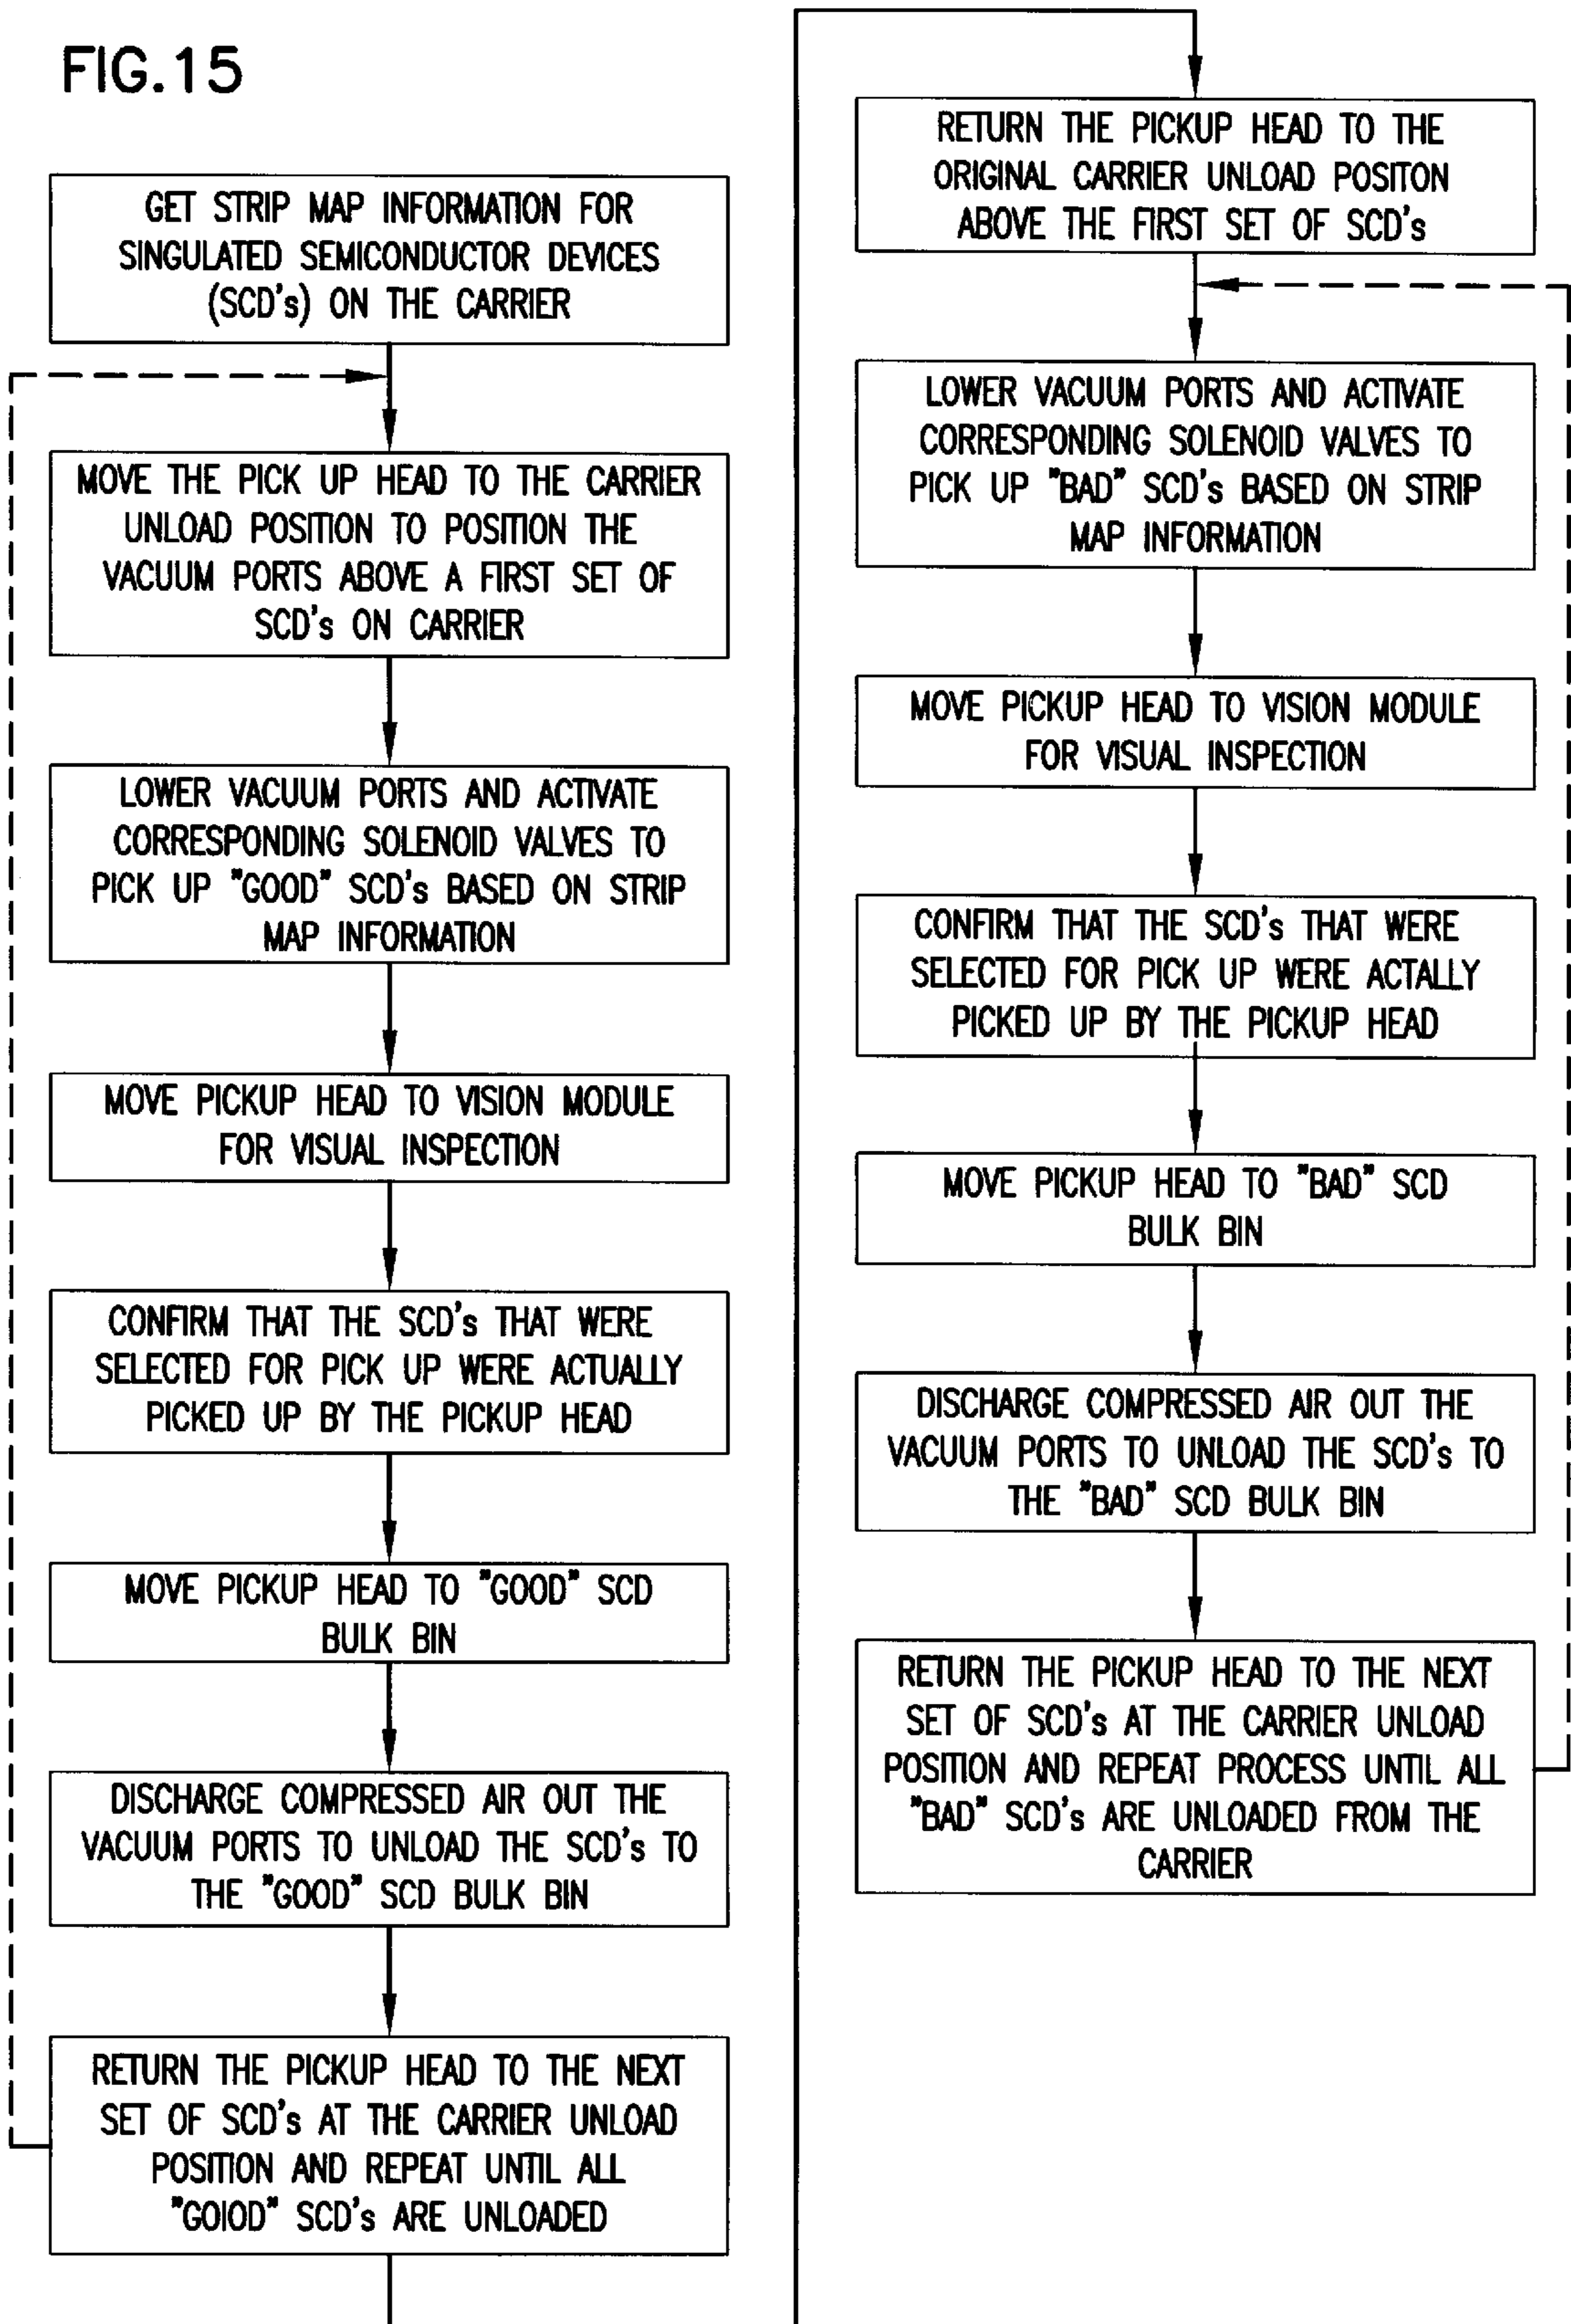 FIG.15
GET STRIP MAP INFORMATION FOR
SINGULATED SEMICONDUCTOR DEVICES
(SCD's) ON THE CARRIER
MOVE THE PICK UP HEAD TO THE CARRIER
UNLOAD POSITION TO POSITION THE
VACUUM PORTS ABOVE A FIRST SET OF
SCD's ON CARRIER
LOWER VACUUM PORTS AND ACTIVATE
CORRESPONDING SOLENOID VALVES TO
PICK UP "GOOD" SCD's BASED ON STRIP
MAP INFORMATION
MOVE PICKUP HEAD TO VISION MODULE
FOR VISUAL INSPECTION
CONFIRM THAT THE SCD's THAT WERE
SELECTED FOR PICK UP WERE ACTUALLY
PICKED UP BY THE PICKUP HEAD
MOVE PICKUP HEAD TO "GOOD" SCD
BULK BIN
DISCHARGE COMPRESSED AIR OUT THE
VACUUM PORTS TO UNLOAD THE SCD's TO
THE "GOOD" SCD BULK BIN
RETURN THE PICKUP HEAD TO THE NEXT
SET OF SCD's AT THE CARRIER UNLOAD
POSITION AND REPEAT UNTIL ALL
"GOIOD" SCD's ARE UNLOADED
RETURN THE PICKUP HEAD TO THE
ORIGINAL CARRIER UNLOAD POSITON
ABOVE THE FIRST SET OF SCD's
LOWER VACUUM PORTS AND ACTIVATE
CORRESPONDING SOLENOID VALVES TO
PICK UP "BAD" SCD's BASED ON STRIP
MAP INFORMATION
MOVE PICKUP HEAD TO VISION MODULE
FOR VISUAL INSPECTION
CONFIRM THAT THE SCD's THAT WERE
SELECTED FOR PICK UP WERE ACTALLY
PICKED UP BY THE PICKUP HEAD
MOVE PICKUP HEAD TO "BAD" SCD
BULK BIN
DISCHARGE COMPRESSED AIR OUT THE
VACUUM PORTS TO UNLOAD THE SCD's TO
THE "BAD" SCD BULK BIN
RETURN THE PICKUP HEAD TO THE NEXT
SET OF SCD's AT THE CARRIER UNLOAD
POSITION AND REPEAT PROCESS UNTIL ALL
"BAD" SCD's ARE UNLOADED FROM THE
CARRIER